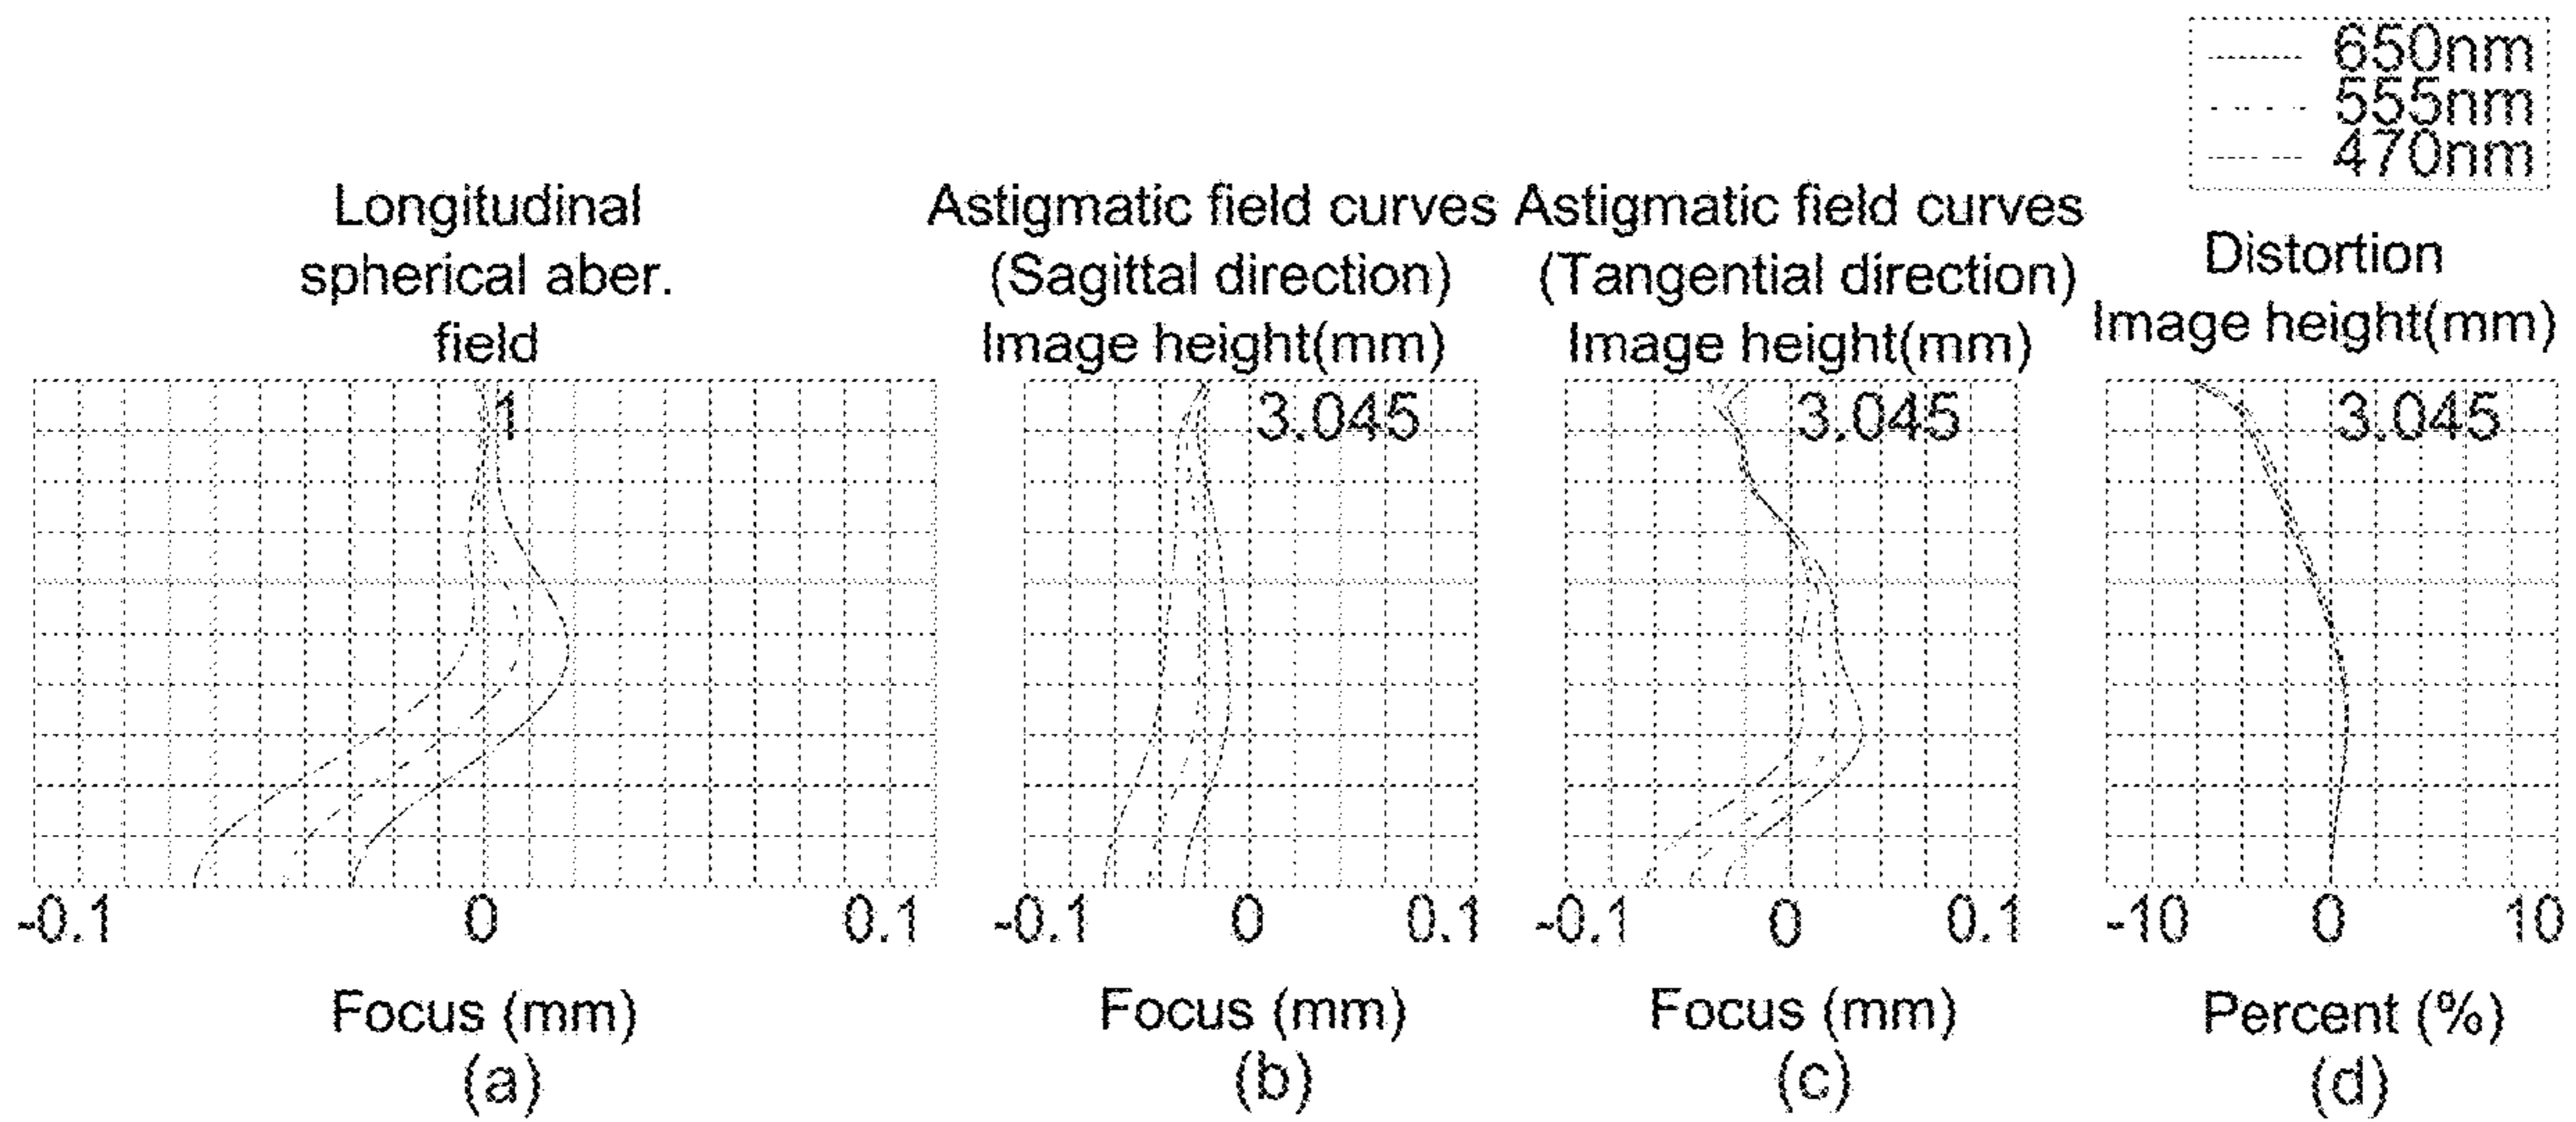 650nm
555nm
470nm
Longitudinal
spherical aber.
field
Astigmatic field curves
(Sagittal direction)
Image height(mm)
Astigmatic field curves
(Tangential direction)
Image height(mm)
Distortion
Image height(mm)
1
3.045
3.045
3.045
-0.1 0 0.1
-0.1 0 0.1
-0.1 0 0.1
-10 0 10
Focus (mm)
Focus (mm)
Focus (mm)
Percent (%)
(a)
(b)
(c)
(d)